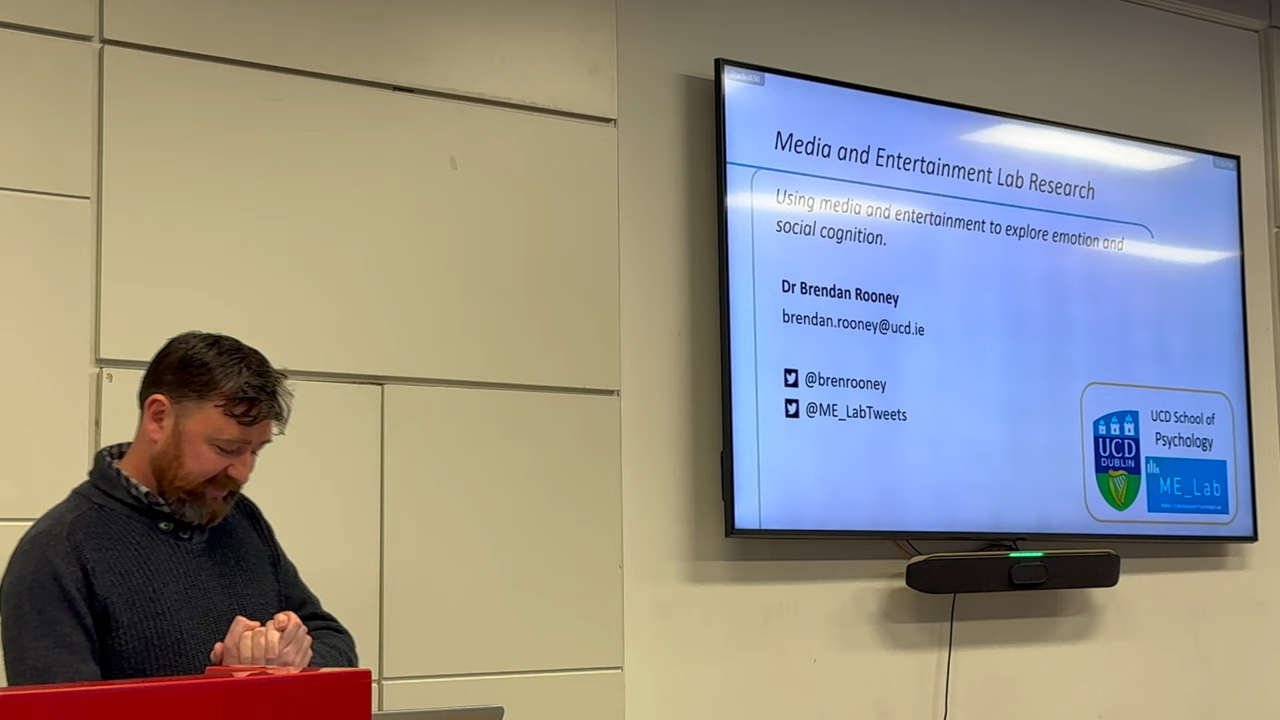 StudioX30
Media and Entertainment Lab Research
Using media and entertainment to explore emotion and
social cognition.
Dr Brendan Rooney
brendan.rooney@ucd.ie
@brenrooney
@ME_LabTweets
UCD School of
Psychology
UCD
DUBLIN
ME_Lab